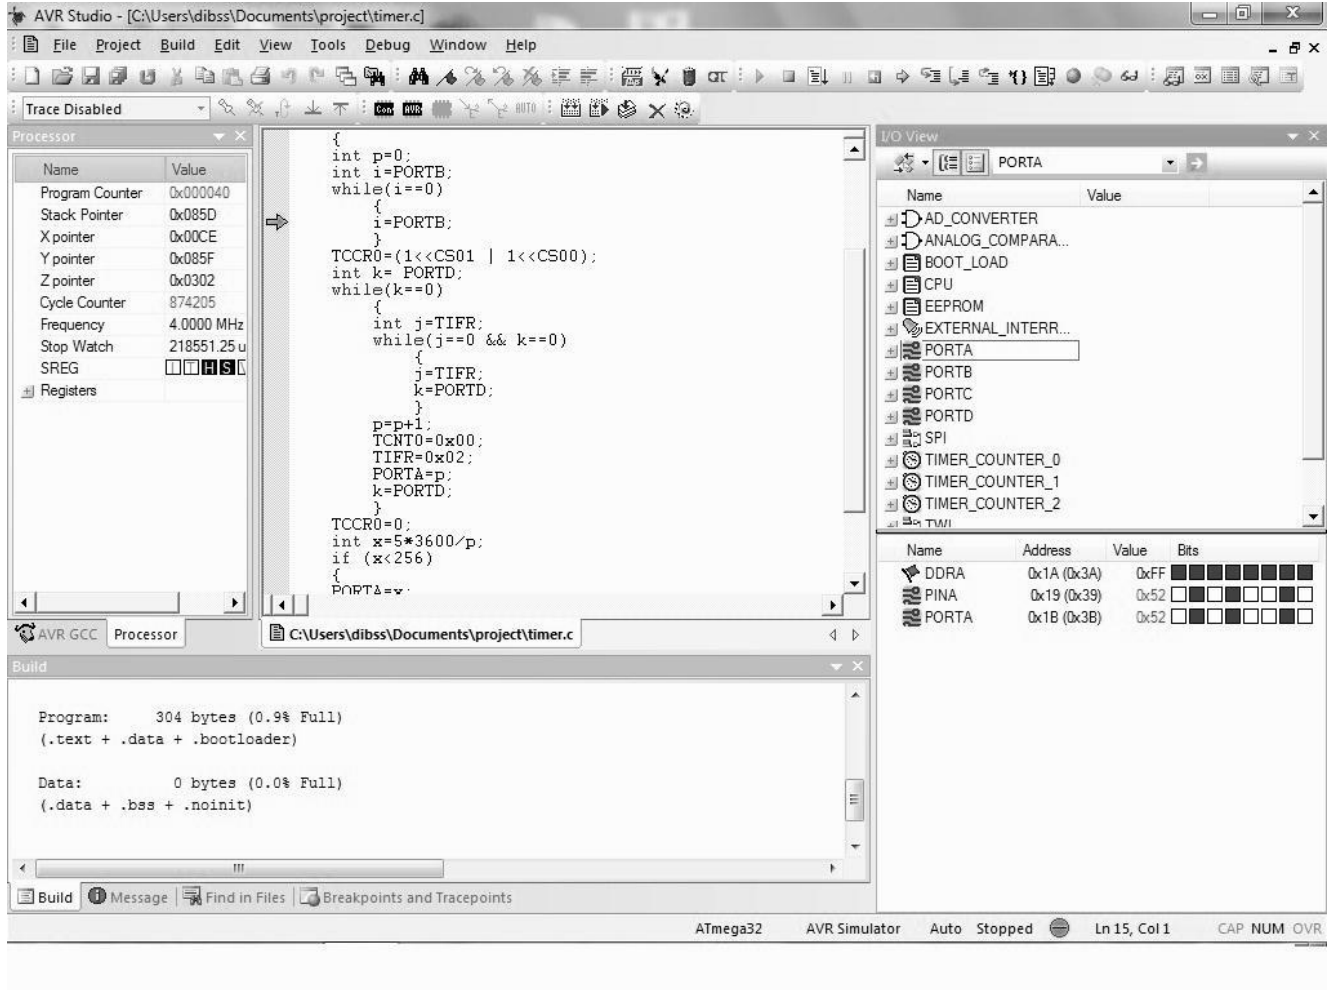 AVR Studio - [C:\Users\dibss\Documents\project\timer.c]
File Project Build Edit View Tools Debug Window Help
Trace Disabled
Con AVR AUTO
Processor
Name Value
Program Counter 0x000040
Stack Pointer 0x085D
X pointer 0x00CE
Y pointer 0x085F
Z pointer 0x0302
Cycle Counter 874205
Frequency 4.0000 MHz
Stop Watch 218551.25 u
SREG I T H S
Registers
AVR GCC Processor
{
int p=0;
int i=PORTB;
while(i==0)
{
i=PORTB;
}
TCCR0=(1<<CS01 | 1<<CS00);
int k= PORTD;
while(k==0)
{
int j=TIFR;
while(j==0 && k==0)
{
j=TIFR;
k=PORTD;
}
p=p+1;
TCNT0=0x00;
TIFR=0x02;
PORTA=p;
k=PORTD;
}
TCCR0=0;
int x=5*3600/p;
if (x<256)
{
PORTA=x;
C:\Users\dibss\Documents\project\timer.c
I/O View
PORTA
Name Value
AD_CONVERTER
ANALOG_COMPARA...
BOOT_LOAD
CPU
EEPROM
EXTERNAL_INTERR...
PORTA
PORTB
PORTC
PORTD
SPI
TIMER_COUNTER_0
TIMER_COUNTER_1
TIMER_COUNTER_2
TWI
Name Address Value Bits
DDRA 0x1A (0x3A) 0xFF
PINA 0x19 (0x39) 0x52
PORTA 0x1B (0x3B) 0x52
Build
Program: 304 bytes (0.9% Full)
(.text + .data + .bootloader)
Data: 0 bytes (0.0% Full)
(.data + .bss + .noinit)
Build Message Find in Files Breakpoints and Tracepoints
ATmega32 AVR Simulator Auto Stopped Ln 15, Col 1 CAP NUM OVR